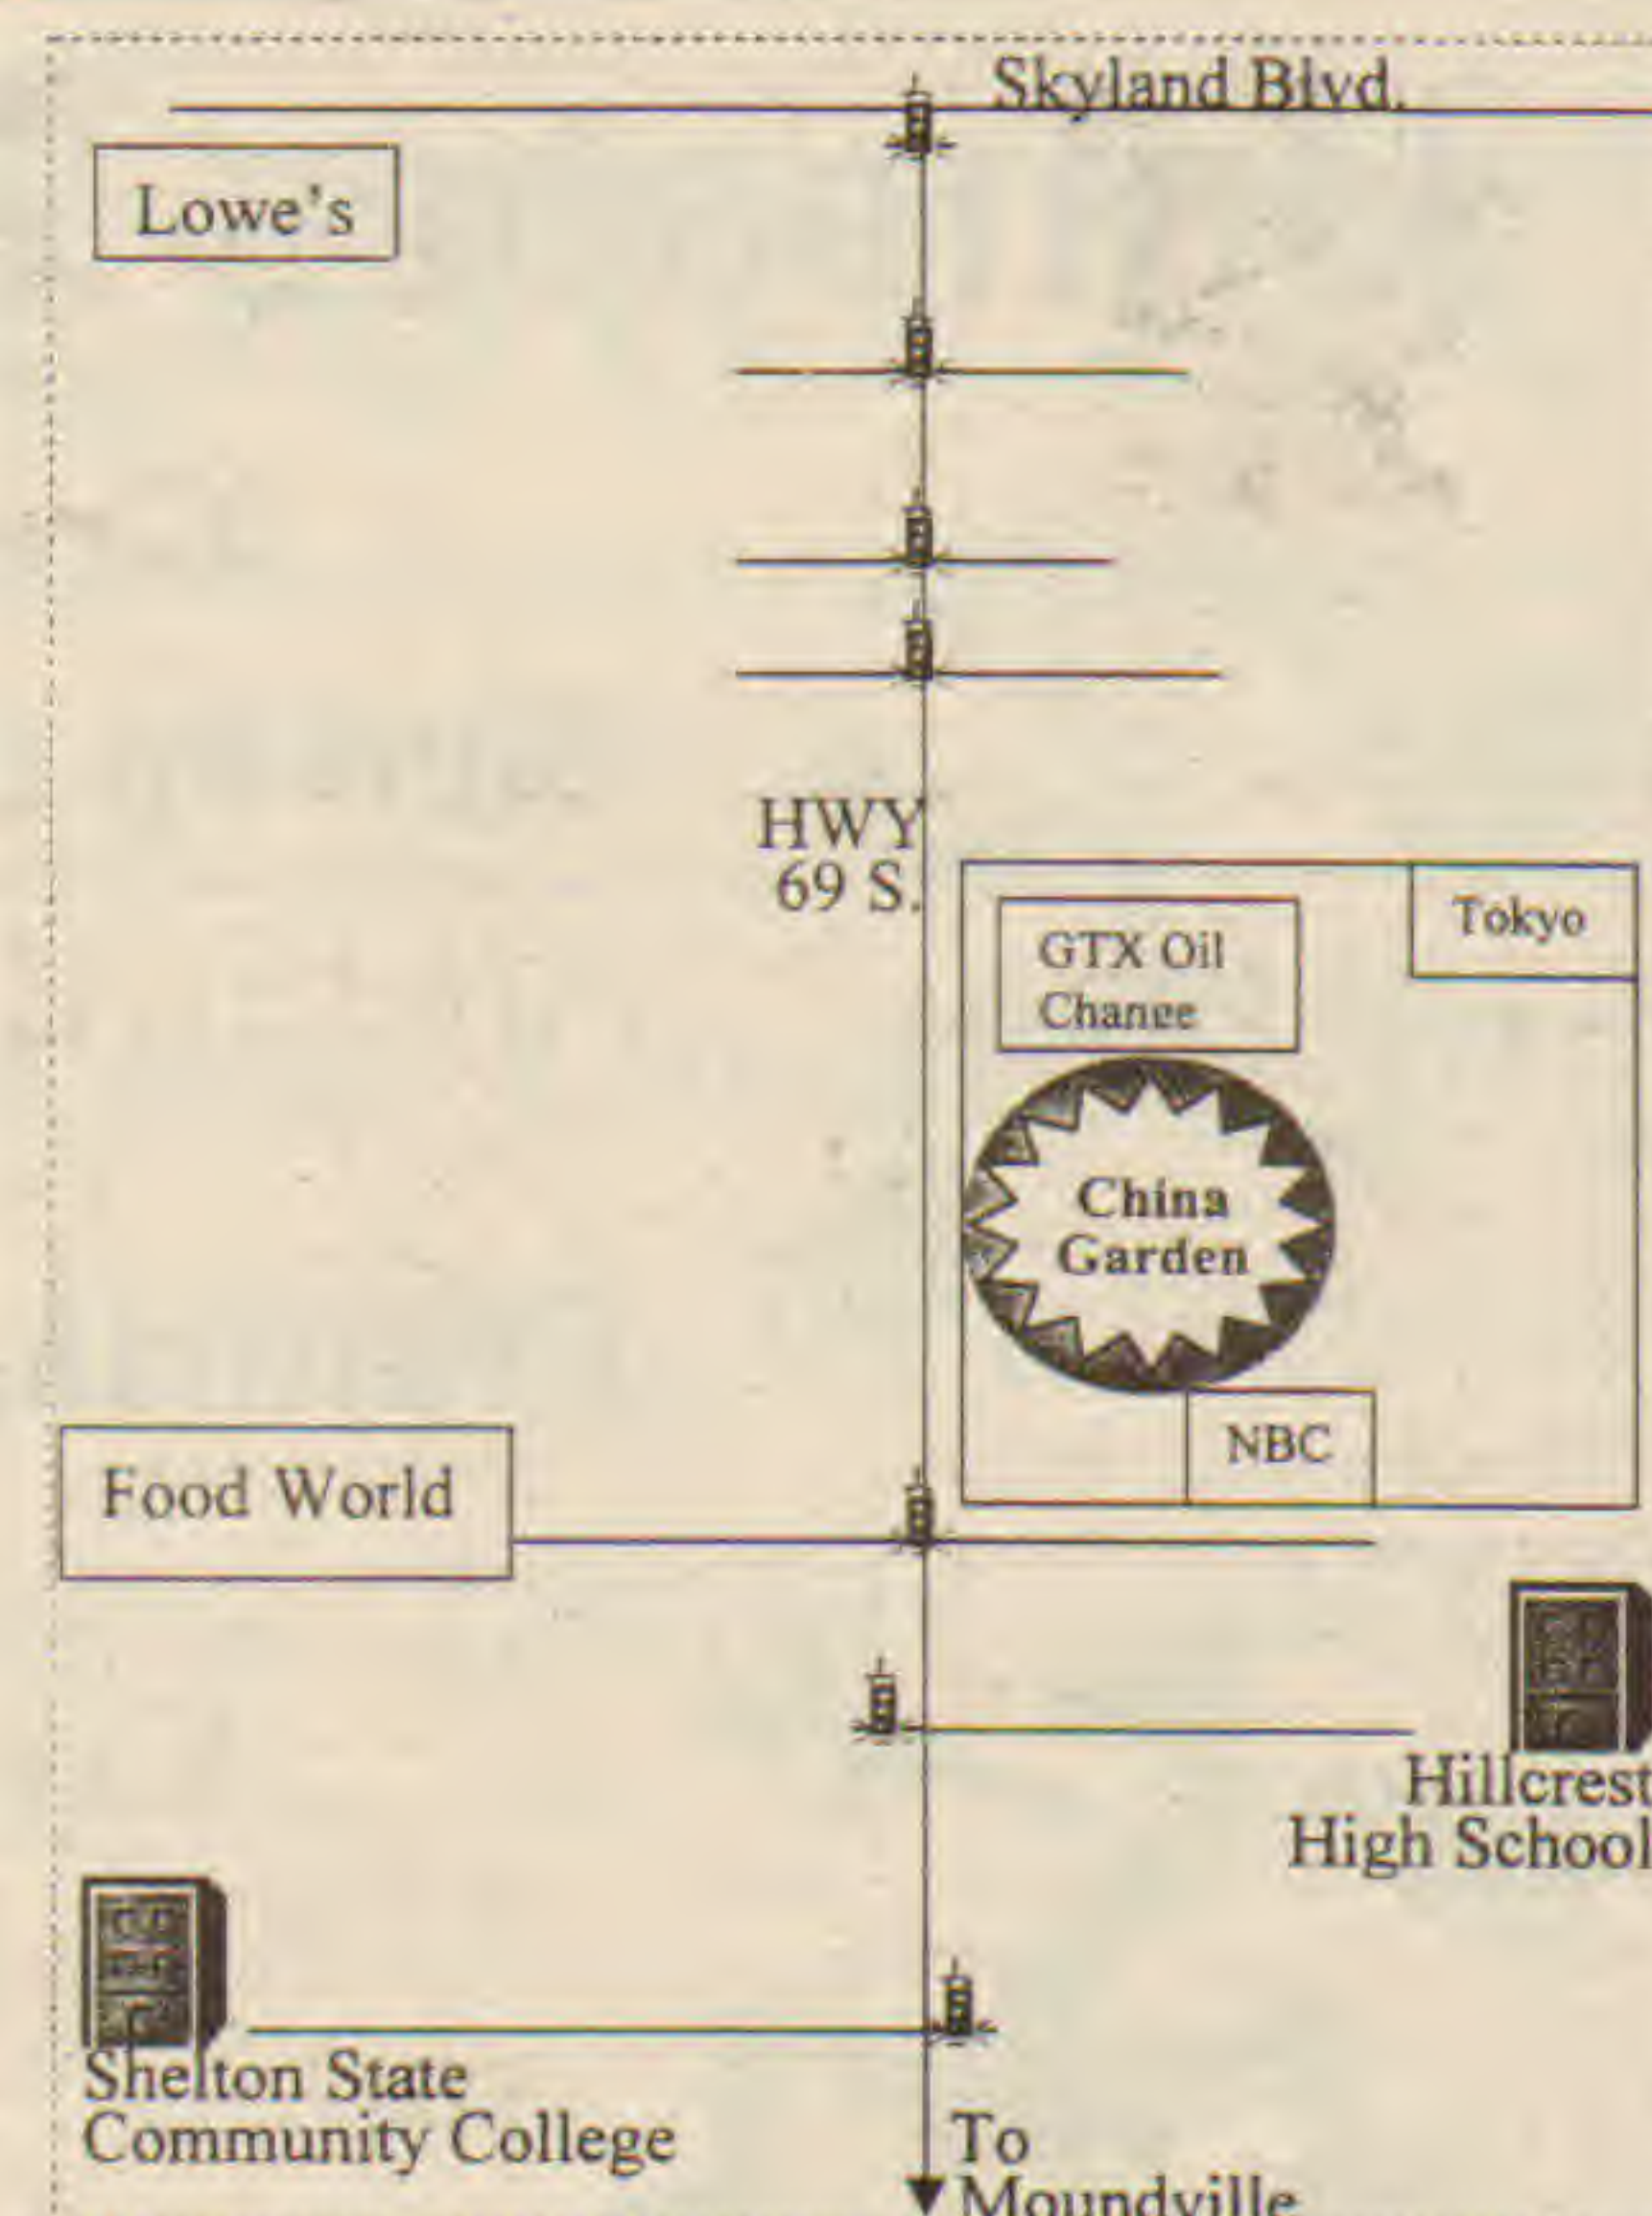 Skyland Blvd.
Lowe's
HWY
69 S.
Tokyo
GTX Oil
Change
China
Garden
NBC
Food World
Hillcrest
High School
Shelton State
Community College
To
Moundville